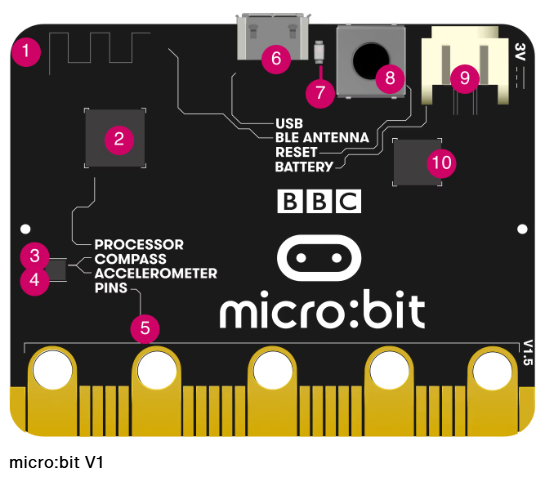 1
6
7
8
9
3V
2
USB
BLE ANTENNA
RESET
BATTERY
10
BBC
3
4
PROCESSOR
COMPASS
ACCELEROMETER
PINS
micro:bit
5
V1.5
micro:bit V1